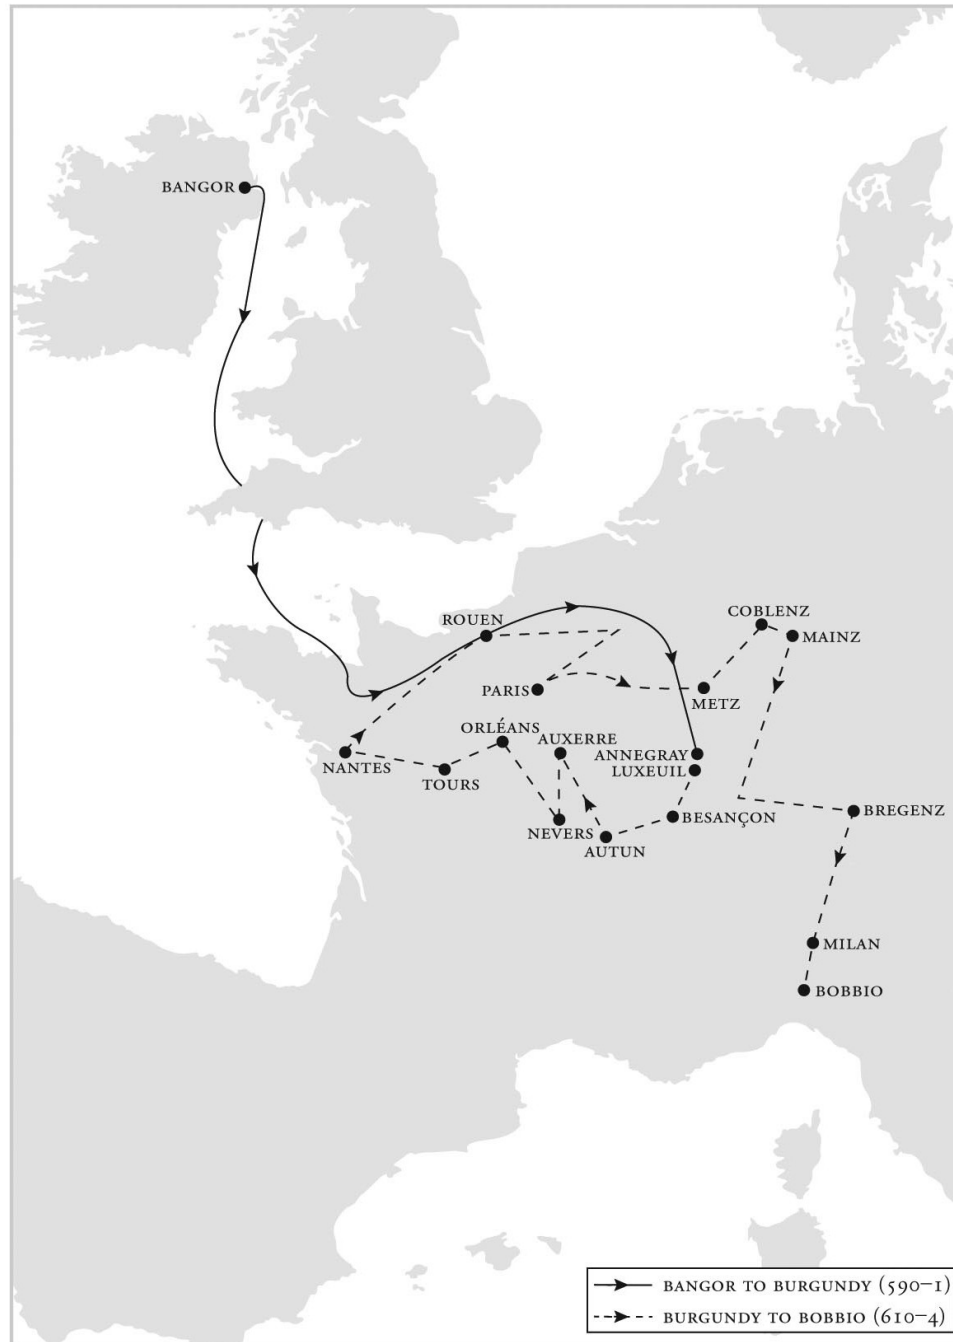 BANGOR
COBLENZ
ROUEN
MAINZ
PARIS
METZ
ORLÉANS
AUXERRE
ANNEGRAY
NANTES
LUXEUIL
TOURS
BREGENZ
BESANÇON
NEVERS
AUTUN
MILAN
BOBBIO
BANGOR TO BURGUNDY (590–1)
BURGUNDY TO BOBBIO (610–4)